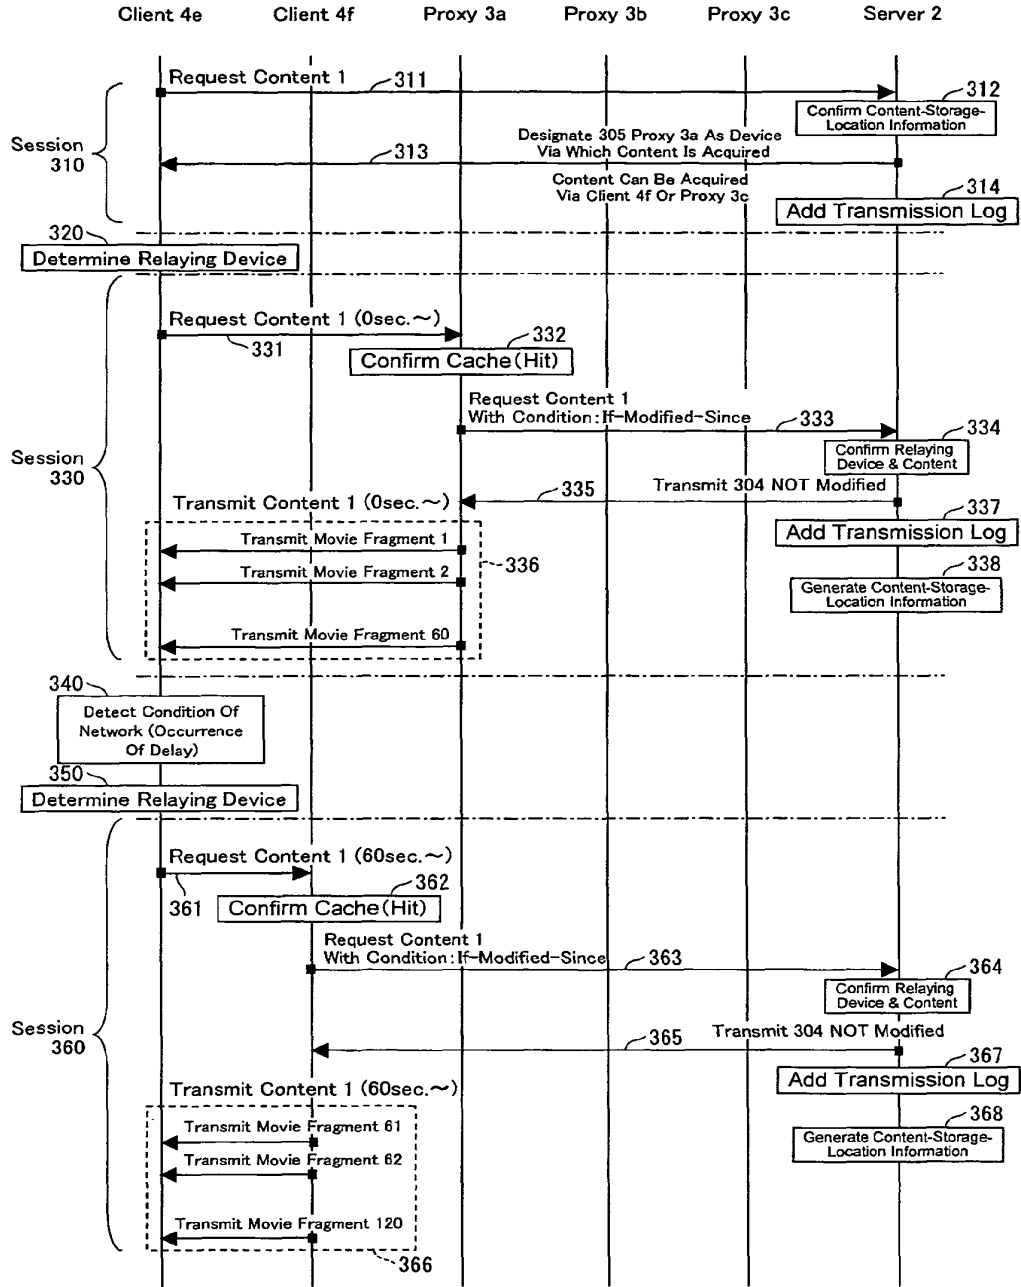 Client 4e Client 4f Proxy 3a Proxy 3b Proxy 3c Server 2
Request Content 1
311
312
Confirm Content-Storage-
Location Information
Session
310
313
Designate 305 Proxy 3a As Device
Via Which Content Is Acquired
Content Can Be Acquired
Via Client 4f Or Proxy 3c
314
Add Transmission Log
320
Determine Relaying Device
Request Content 1 (0sec.~)
331
332
Confirm Cache(Hit)
Request Content 1
With Condition:If-Modified-Since
333
334
Confirm Relaying
Device & Content
Session
330
335
Transmit 304 NOT Modified
Transmit Content 1 (0sec.~)
337
Add Transmission Log
Transmit Movie Fragment 1
336
338
Transmit Movie Fragment 2
Generate Content-Storage-
Location Information
Transmit Movie Fragment 60
340
Detect Condition Of
Network (Occurrence
Of Delay)
350
Determine Relaying Device
Request Content 1 (60sec.~)
361
362
Confirm Cache(Hit)
Request Content 1
With Condition:If-Modified-Since
363
364
Confirm Relaying
Device & Content
Session
360
365
Transmit 304 NOT Modified
367
Add Transmission Log
Transmit Content 1 (60sec.~)
368
Transmit Movie Fragment 61
Generate Content-Storage-
Location Information
Transmit Movie Fragment 62
Transmit Movie Fragment 120
366